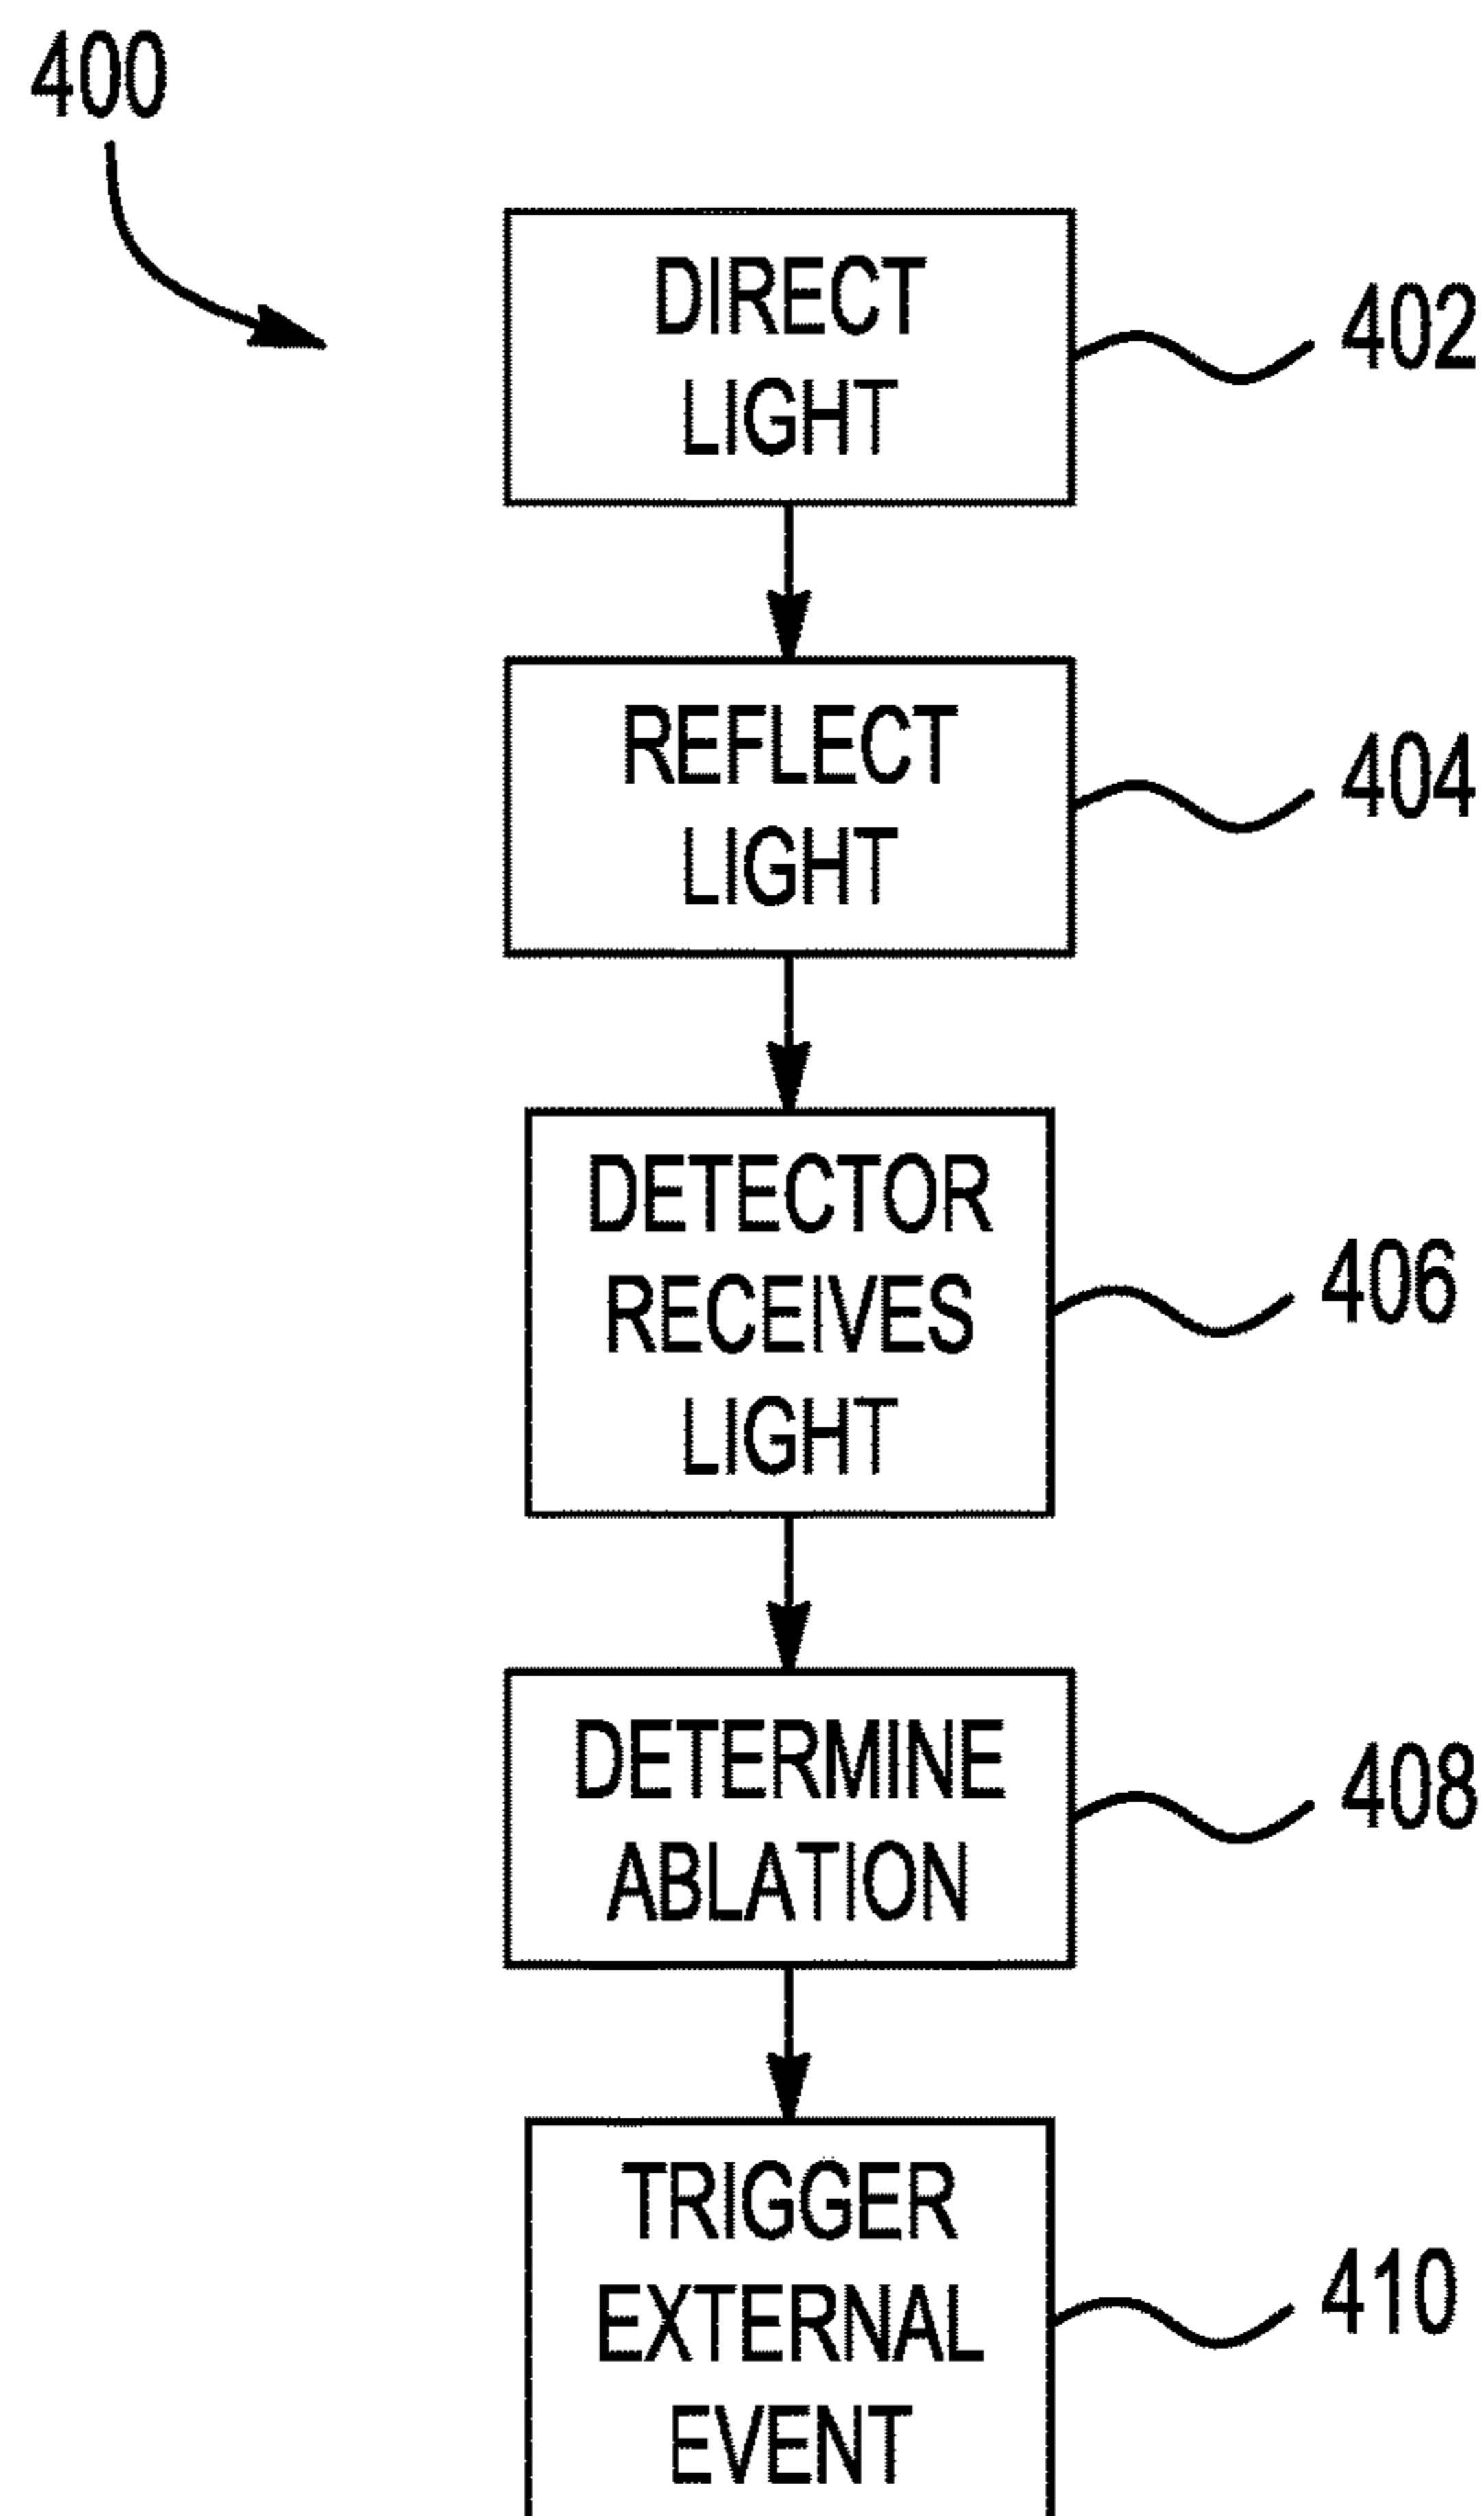 400
DIRECT
LIGHT
402
REFLECT
LIGHT
404
DETECTOR
RECEIVES
LIGHT
406
DETERMINE
ABLATION
408
TRIGGER
EXTERNAL
EVENT
410